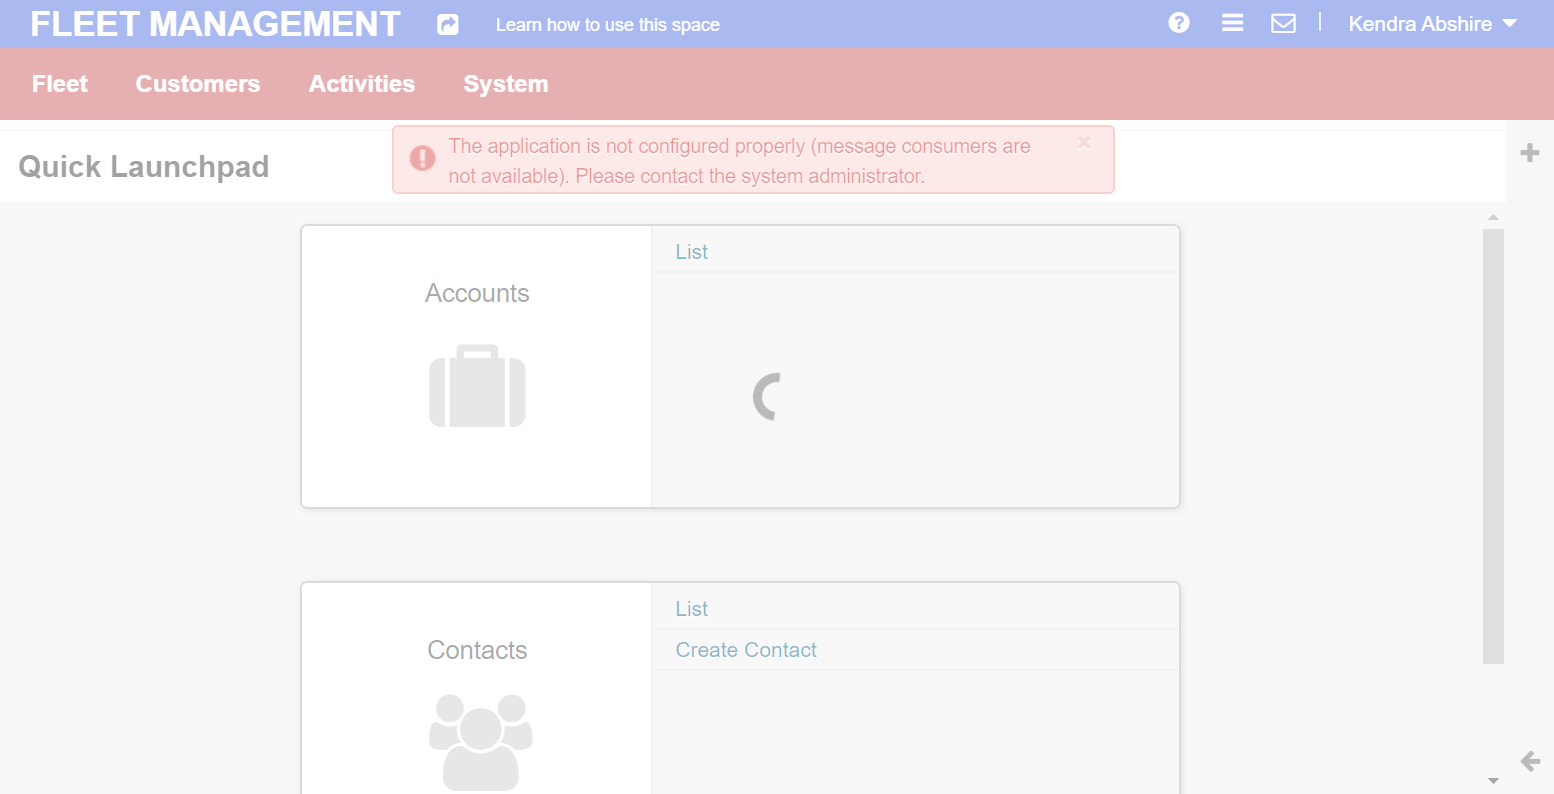 FLEET MANAGEMENT
Learn how to use this space
Kendra Abshire
Fleet
Customers
Activities
System
The application is not configured properly (message consumers are
not available). Please contact the system administrator.
Quick Launchpad
Accounts
List
Contacts
List
Create Contact